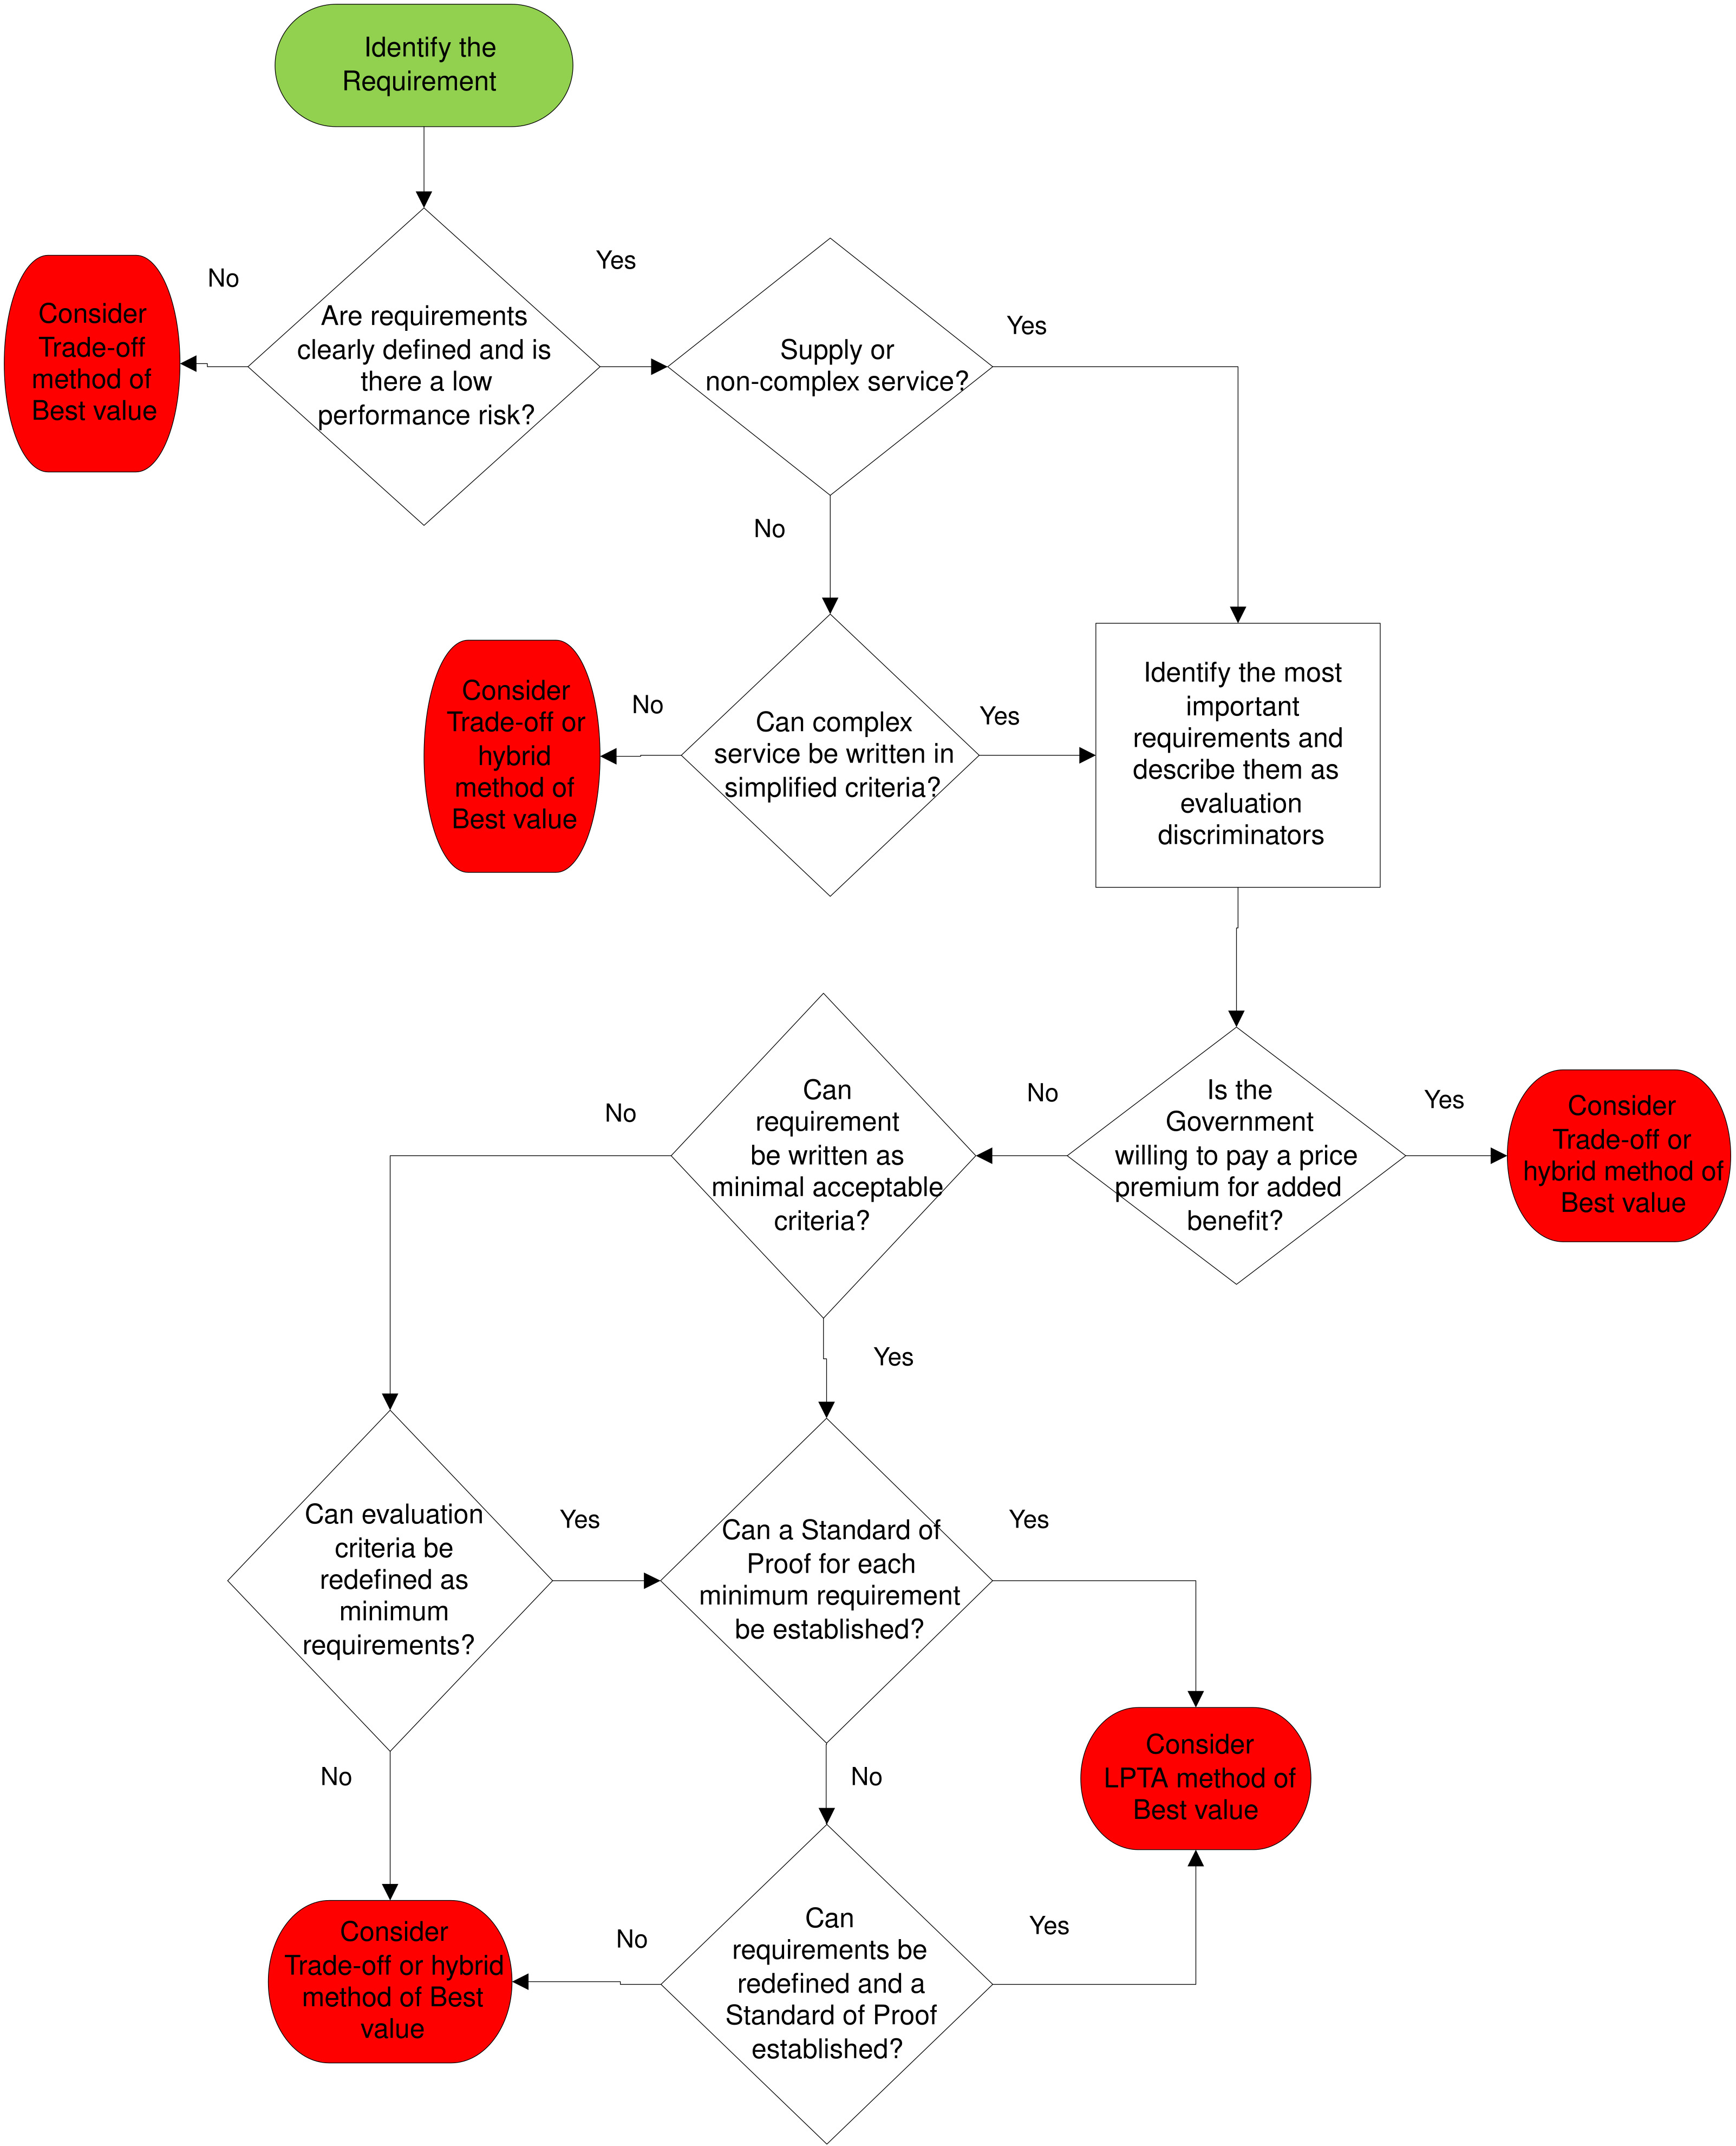 Identify the
Requirement
No
Yes
Consider
Trade-off
method of
Best value
Are requirements
clearly defined and is
there a low
performance risk?
Supply or
non-complex service?
Yes
No
Consider
Trade-off or
hybrid
method of
Best value
No
Can complex
service be written in
simplified criteria?
Yes
Identify the most
important
requirements and
describe them as
evaluation
discriminators
No
Can
requirement
be written as
minimal acceptable
criteria?
No
Is the
Government
willing to pay a price
premium for added
benefit?
Yes
Consider
Trade-off or
hybrid method of
Best value
Yes
Can evaluation
criteria be
redefined as
minimum
requirements?
Yes
Can a Standard of
Proof for each
minimum requirement
be established?
Yes
No
No
Consider
LPTA method of
Best value
Consider
Trade-off or hybrid
method of Best
value
No
Can
requirements be
redefined and a
Standard of Proof
established?
Yes